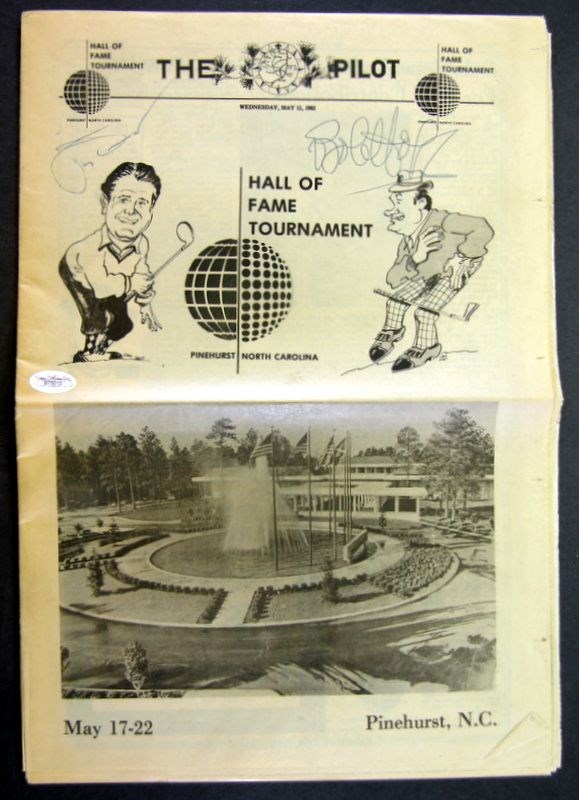 HALL OF
FAME
TOURNAMENT
PINEHURST NORTH CAROLINA
THE PILOT
HALL OF
FAME
TOURNAMENT
PINEHURST NORTH CAROLINA
HALL OF
FAME
TOURNAMENT
PINEHURST NORTH CAROLINA
May 17-22
Pinehurst, N.C.